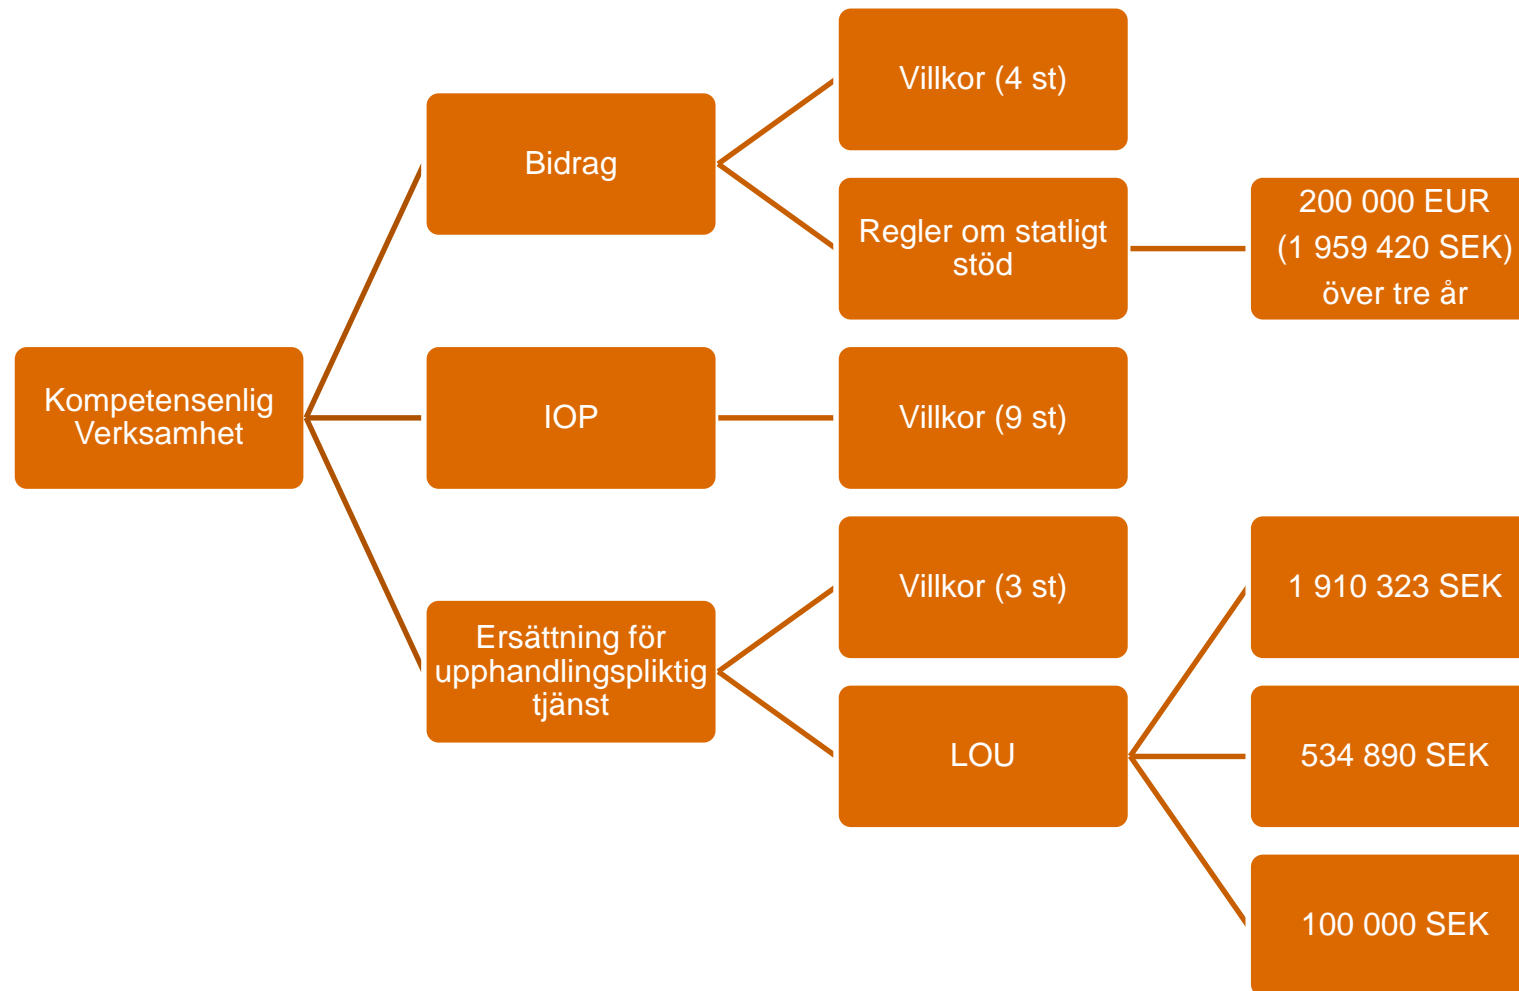 Kompetensenlig
Verksamhet
Bidrag
Villkor (4 st)
Regler om statligt
stöd
200 000 EUR
(1 959 420 SEK)
över tre år
IOP
Villkor (9 st)
Ersättning för
upphandlingspliktig
tjänst
Villkor (3 st)
LOU
1 910 323 SEK
534 890 SEK
100 000 SEK